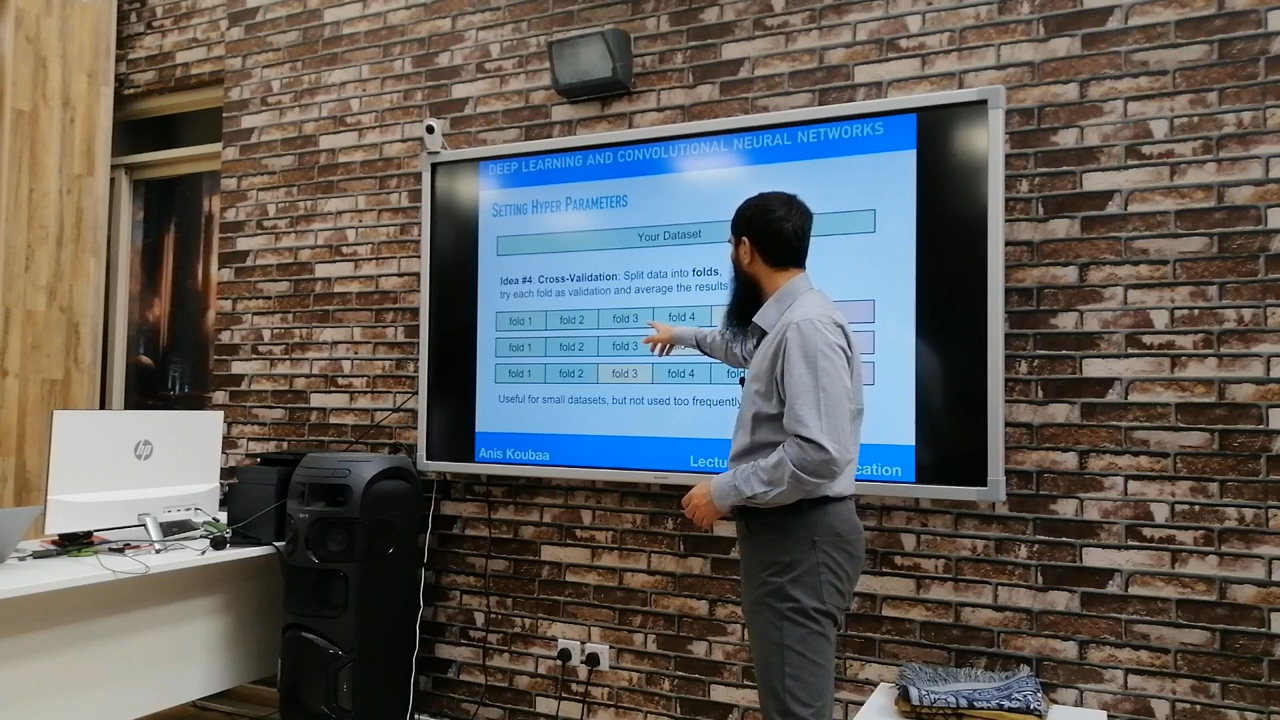 DEEP LEARNING AND CONVOLUTIONAL NEURAL NETWORKS
SETTING HYPER PARAMETERS
Your Dataset
Idea #4: Cross-Validation: Split data into folds,
try each fold as validation and average the results
fold 1 fold 2 fold 3 fold 4
fold 1 fold 2 fold 3
fold 1 fold 2 fold 3 fold 4
Useful for small datasets, but not used too frequently
Anis Koubaa
hp